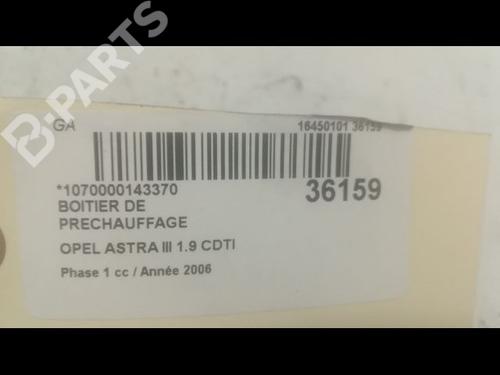 B-PARTS
GA
16450101 36159
*1070000143370
36159
BOITIER DE
PRECHAUFFAGE
OPEL ASTRA III 1.9 CDTI
Phase 1 cc / Année 2006